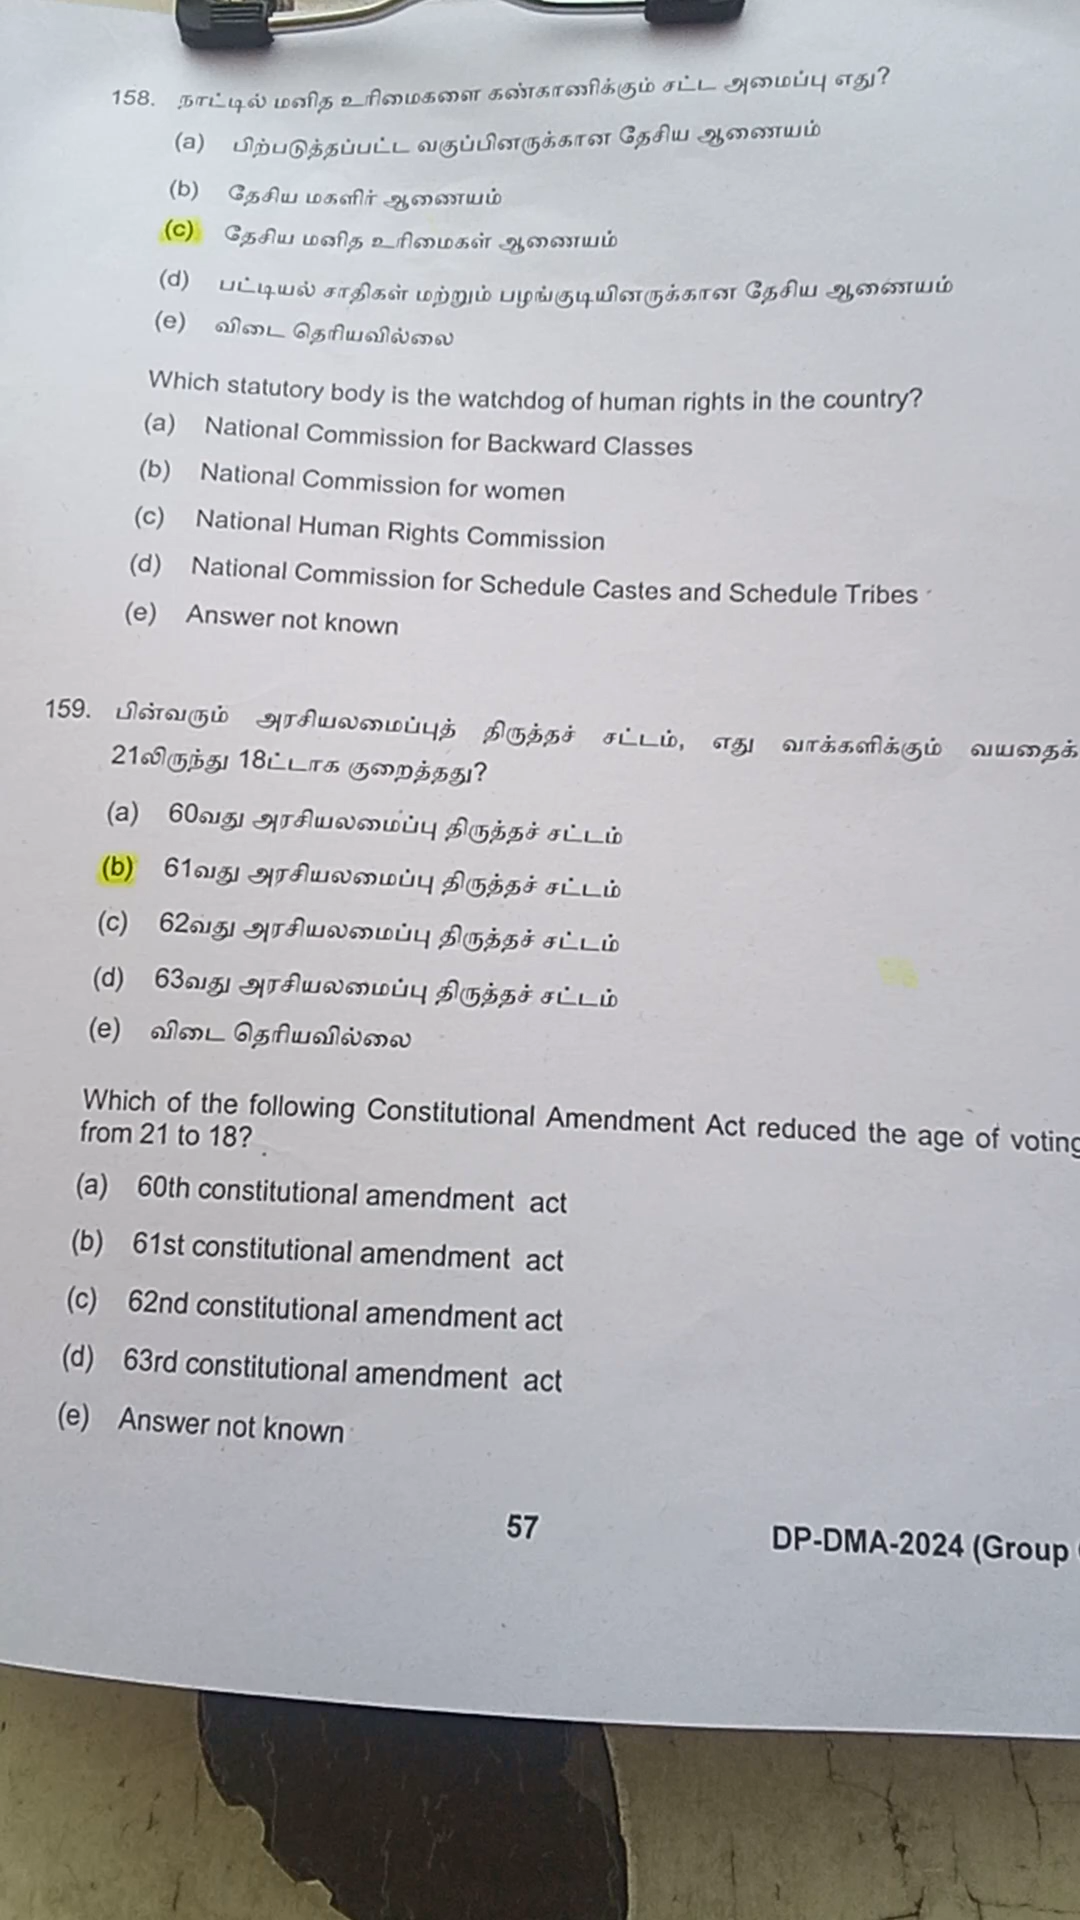 158. நாட்டில் மனித உரிமைகளை கண்காணிக்கும் சட்ட அமைப்பு எது?
(a) பிற்படுத்தப்பட்ட வகுப்பினருக்கான தேசிய ஆணையம்
(b) தேசிய மகளிர் ஆணையம்
(c) தேசிய மனித உரிமைகள் ஆணையம்
(d) பட்டியல் சாதிகள் மற்றும் பழங்குடியினருக்கான தேசிய ஆணையம்
(e) விடை தெரியவில்லை
Which statutory body is the watchdog of human rights in the country?
(a) National Commission for Backward Classes
(b) National Commission for women
(c) National Human Rights Commission
(d) National Commission for Schedule Castes and Schedule Tribes
(e) Answer not known
159. பின்வரும் அரசியலமைப்புத் திருத்தச் சட்டம், எது வாக்களிக்கும் வயதைக்
21லிருந்து 18ட்டாக குறைத்தது?
(a) 60வது அரசியலமைப்பு திருத்தச் சட்டம்
(b) 61வது அரசியலமைப்பு திருத்தச் சட்டம்
(c) 62வது அரசியலமைப்பு திருத்தச் சட்டம்
(d) 63வது அரசியலமைப்பு திருத்தச் சட்டம்
(e) விடை தெரியவில்லை
Which of the following Constitutional Amendment Act reduced the age of voting
from 21 to 18?
(a) 60th constitutional amendment act
(b) 61st constitutional amendment act
(c) 62nd constitutional amendment act
(d) 63rd constitutional amendment act
(e) Answer not known
57
DP-DMA-2024 (Group